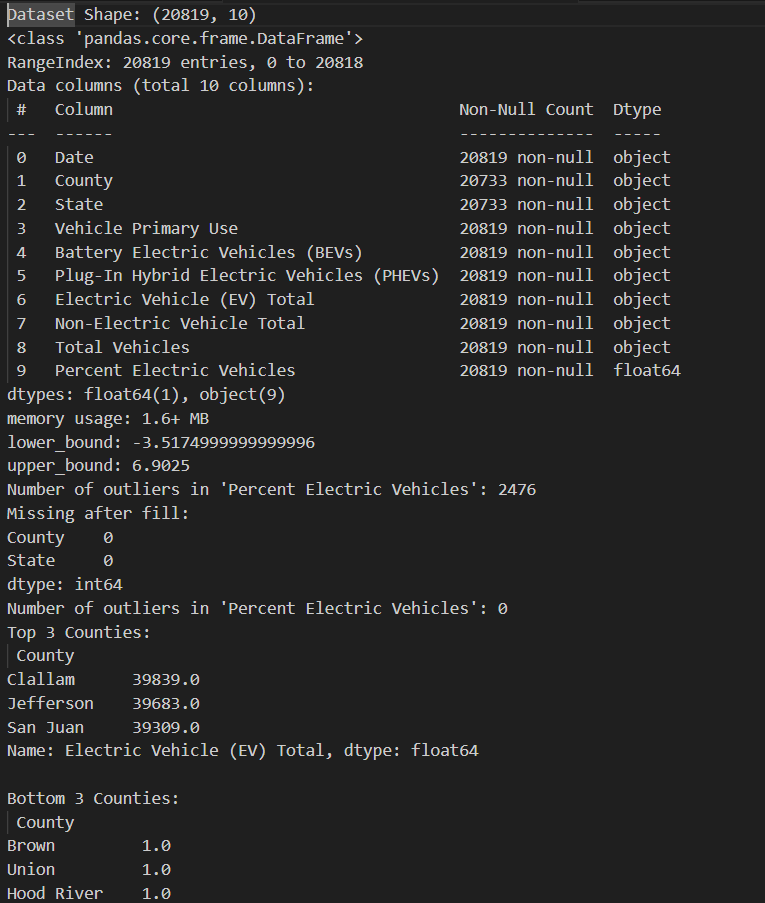 Dataset Shape: (20819, 10)
<class 'pandas.core.frame.DataFrame'>
RangeIndex: 20819 entries, 0 to 20818
Data columns (total 10 columns):
 #   Column                                    Non-Null Count  Dtype
---  ------                                    --------------  -----
 0   Date                                      20819 non-null  object
 1   County                                    20733 non-null  object
 2   State                                     20733 non-null  object
 3   Vehicle Primary Use                       20819 non-null  object
 4   Battery Electric Vehicles (BEVs)          20819 non-null  object
 5   Plug-In Hybrid Electric Vehicles (PHEVs)  20819 non-null  object
 6   Electric Vehicle (EV) Total               20819 non-null  object
 7   Non-Electric Vehicle Total                20819 non-null  object
 8   Total Vehicles                            20819 non-null  object
 9   Percent Electric Vehicles                 20819 non-null  float64
dtypes: float64(1), object(9)
memory usage: 1.6+ MB
lower_bound: -3.5174999999999996
upper_bound: 6.9025
Number of outliers in 'Percent Electric Vehicles': 2476
Missing after fill:
County    0
State     0
dtype: int64
Number of outliers in 'Percent Electric Vehicles': 0
Top 3 Counties:
 County
Clallam      39839.0
Jefferson    39683.0
San Juan     39309.0
Name: Electric Vehicle (EV) Total, dtype: float64

Bottom 3 Counties:
 County
Brown         1.0
Union         1.0
Hood River    1.0